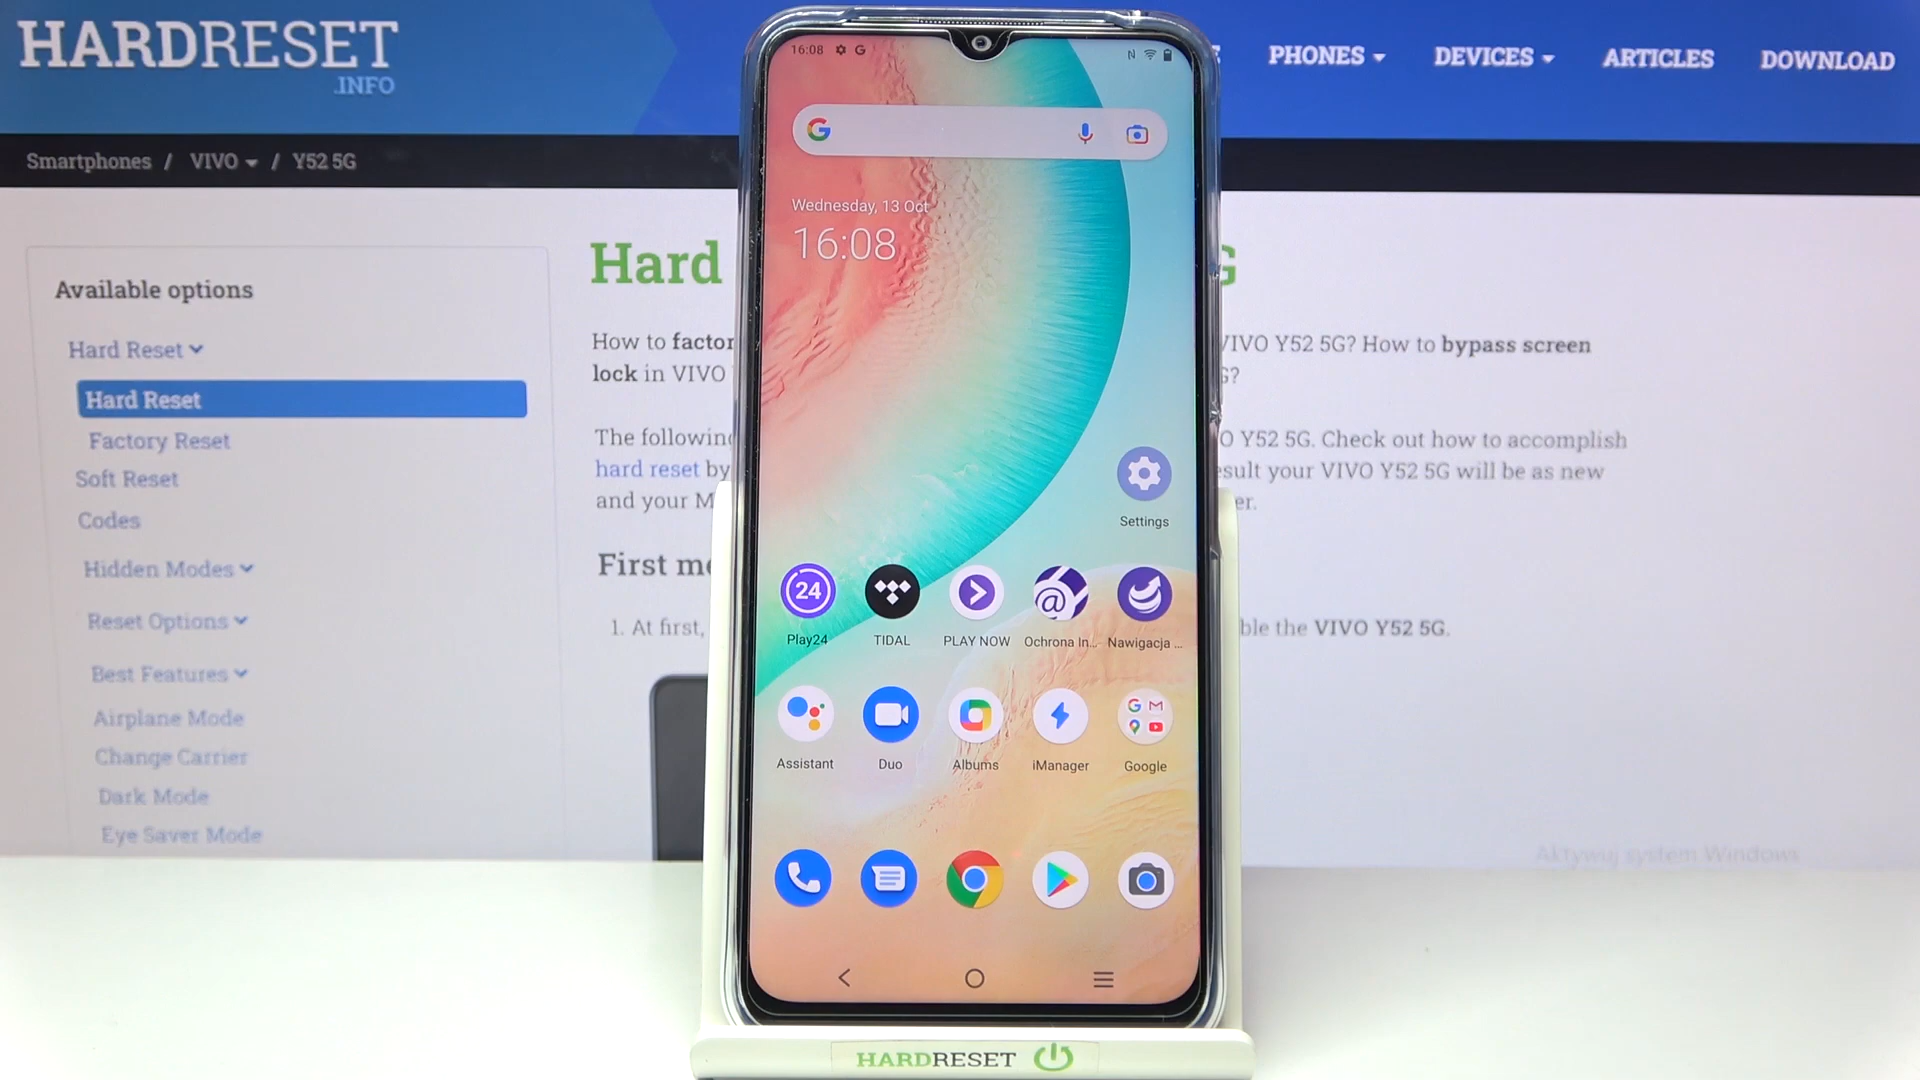 HARDRESET
.INFO
PHONES
DEVICES
ARTICLES
DOWNLOAD
Smartphones / VIVO / Y52 5G
Available options
Hard Reset
Hard Reset
Factory Reset
Soft Reset
Codes
Hidden Modes
Reset Options
Best Features
Airplane Mode
Change Carrier
Dark Mode
Eye Saver Mode
Hard
G
How to factor
VIVO Y52 5G? How to bypass screen
lock in VIVO
The following
Y52 5G. Check out how to accomplish
hard reset by
your VIVO Y52 5G will be as new
and your M
er.
First me
1. At first,
ble the VIVO Y52 5G.
Aktywuj system Windows
16:08
G
N
G
Wednesday, 13 Oct
16:08
Settings
24
Play24
TIDAL
PLAY NOW
Ochrona In...
Nawigacja ...
Assistant
Duo
Albums
iManager
Google
HARDRESET